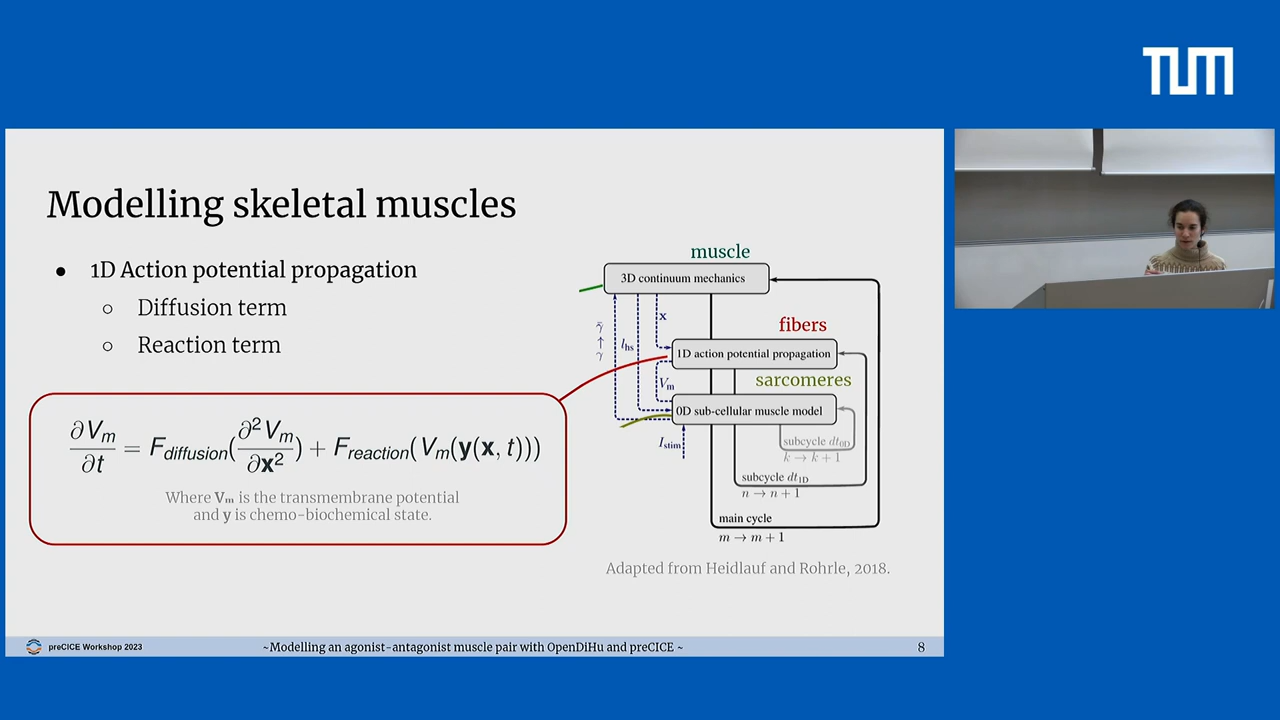 TUM
Modelling skeletal muscles
● 1D Action potential propagation
○ Diffusion term
○ Reaction term
∂Vm/∂t = Fdiffusion(∂²Vm/∂x²) + Freaction(Vm(y(x, t)))
Where Vm is the transmembrane potential
and y is chemo-biochemical state.
muscle
3D continuum mechanics
x
fibers
γ̄ ↑ γ
lhs
1D action potential propagation
Vm
sarcomeres
0D sub-cellular muscle model
Istim
subcycle dt0D
k → k + 1
subcycle dt1D
n → n + 1
main cycle
m → m + 1
Adapted from Heidlauf and Rohrle, 2018.
preCICE Workshop 2023
~Modelling an agonist-antagonist muscle pair with OpenDiHu and preCICE ~
8